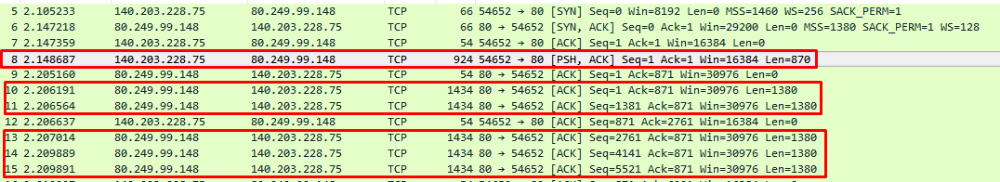 5 2.105233 140.203.228.75 80.249.99.148 TCP 66 54652 → 80 [SYN] Seq=0 Win=8192 Len=0 MSS=1460 WS=256 SACK_PERM=1
6 2.147218 80.249.99.148 140.203.228.75 TCP 66 80 → 54652 [SYN, ACK] Seq=0 Ack=1 Win=29200 Len=0 MSS=1380 SACK_PERM=1 WS=128
7 2.147359 140.203.228.75 80.249.99.148 TCP 54 54652 → 80 [ACK] Seq=1 Ack=1 Win=16384 Len=0
8 2.148687 140.203.228.75 80.249.99.148 TCP 924 54652 → 80 [PSH, ACK] Seq=1 Ack=1 Win=16384 Len=870
9 2.205160 80.249.99.148 140.203.228.75 TCP 54 80 → 54652 [ACK] Seq=1 Ack=871 Win=30976 Len=0
10 2.206191 80.249.99.148 140.203.228.75 TCP 1434 80 → 54652 [ACK] Seq=1 Ack=871 Win=30976 Len=1380
11 2.206564 80.249.99.148 140.203.228.75 TCP 1434 80 → 54652 [ACK] Seq=1381 Ack=871 Win=30976 Len=1380
12 2.206637 140.203.228.75 80.249.99.148 TCP 54 54652 → 80 [ACK] Seq=871 Ack=2761 Win=16384 Len=0
13 2.207014 80.249.99.148 140.203.228.75 TCP 1434 80 → 54652 [ACK] Seq=2761 Ack=871 Win=30976 Len=1380
14 2.209889 80.249.99.148 140.203.228.75 TCP 1434 80 → 54652 [ACK] Seq=4141 Ack=871 Win=30976 Len=1380
15 2.209891 80.249.99.148 140.203.228.75 TCP 1434 80 → 54652 [ACK] Seq=5521 Ack=871 Win=30976 Len=1380